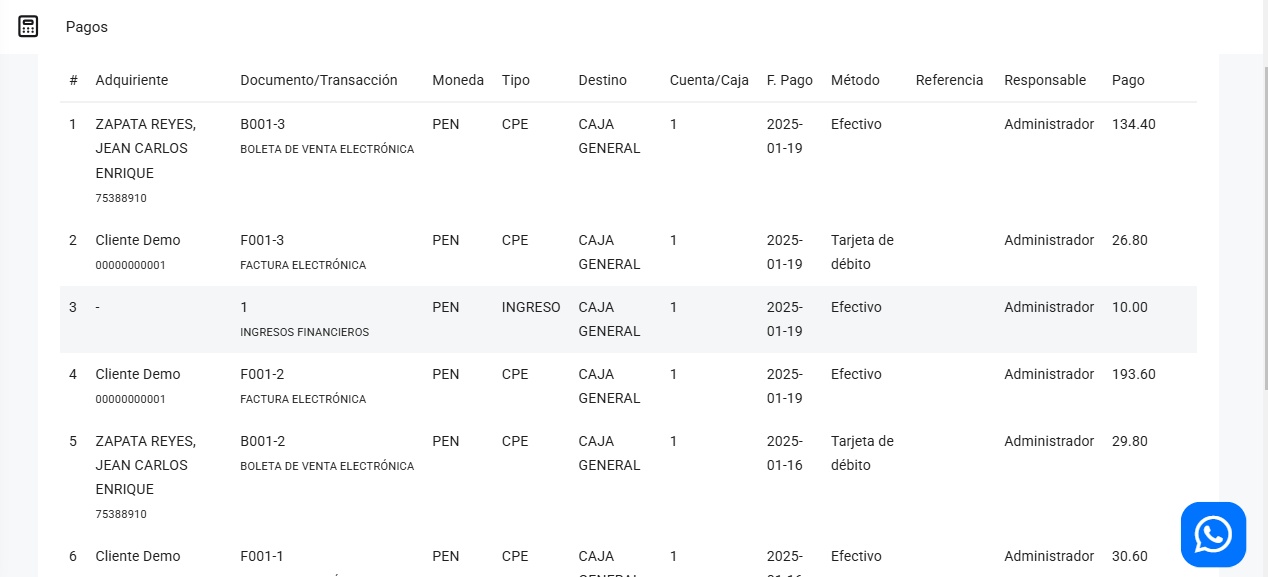 Pagos
# Adquiriente Documento/Transacción Moneda Tipo Destino Cuenta/Caja F. Pago Método Referencia Responsable Pago
1 ZAPATA REYES, B001-3 PEN CPE CAJA 1 2025- Efectivo Administrador 134.40
JEAN CARLOS BOLETA DE VENTA ELECTRÓNICA GENERAL 01-19
ENRIQUE
75388910
2 Cliente Demo F001-3 PEN CPE CAJA 1 2025- Tarjeta de Administrador 26.80
00000000001 FACTURA ELECTRÓNICA GENERAL 01-19 débito
3 - 1 PEN INGRESO CAJA 1 2025- Efectivo Administrador 10.00
INGRESOS FINANCIEROS GENERAL 01-19
4 Cliente Demo F001-2 PEN CPE CAJA 1 2025- Efectivo Administrador 193.60
00000000001 FACTURA ELECTRÓNICA GENERAL 01-19
5 ZAPATA REYES, B001-2 PEN CPE CAJA 1 2025- Tarjeta de Administrador 29.80
JEAN CARLOS BOLETA DE VENTA ELECTRÓNICA GENERAL 01-16 débito
ENRIQUE
75388910
6 Cliente Demo F001-1 PEN CPE CAJA 1 2025- Efectivo Administrador 30.60